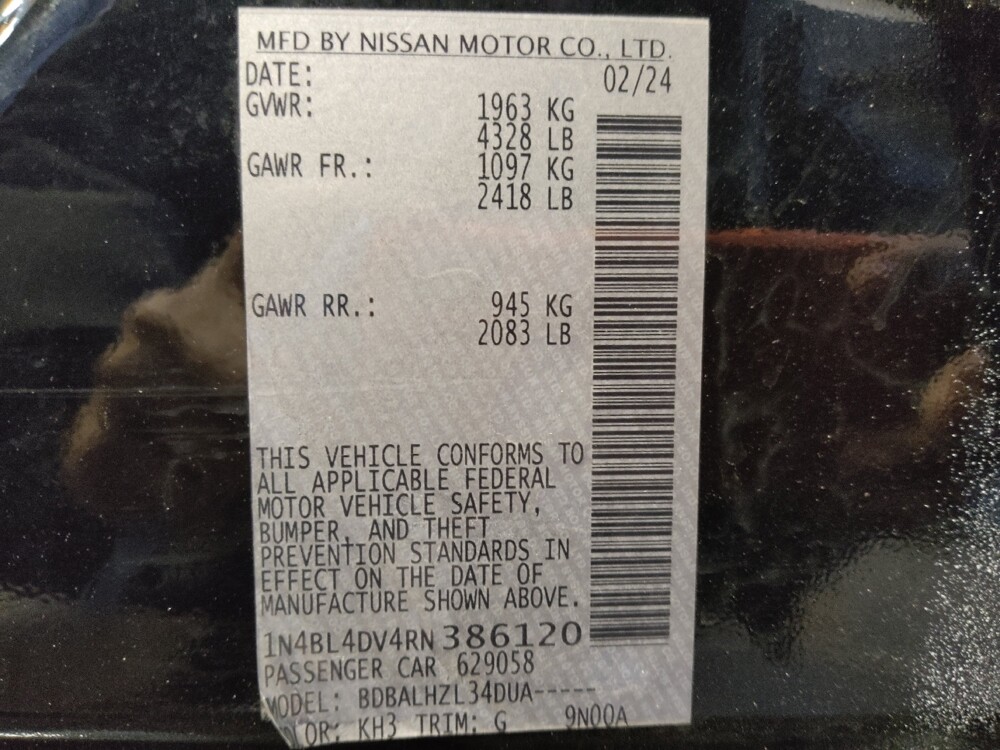 MFD BY NISSAN MOTOR CO., LTD.
DATE: 02/24
GVWR: 1963 KG
4328 LB
GAWR FR.: 1097 KG
2418 LB
GAWR RR.: 945 KG
2083 LB
THIS VEHICLE CONFORMS TO
ALL APPLICABLE FEDERAL
MOTOR VEHICLE SAFETY,
BUMPER, AND THEFT
PREVENTION STANDARDS IN
EFFECT ON THE DATE OF
MANUFACTURE SHOWN ABOVE.
1N4BL4DV4RN 386120
PASSENGER CAR 629058
MODEL: BDBALHZL34DUA-----
LOR: KH3 TRIM: G 9N00A